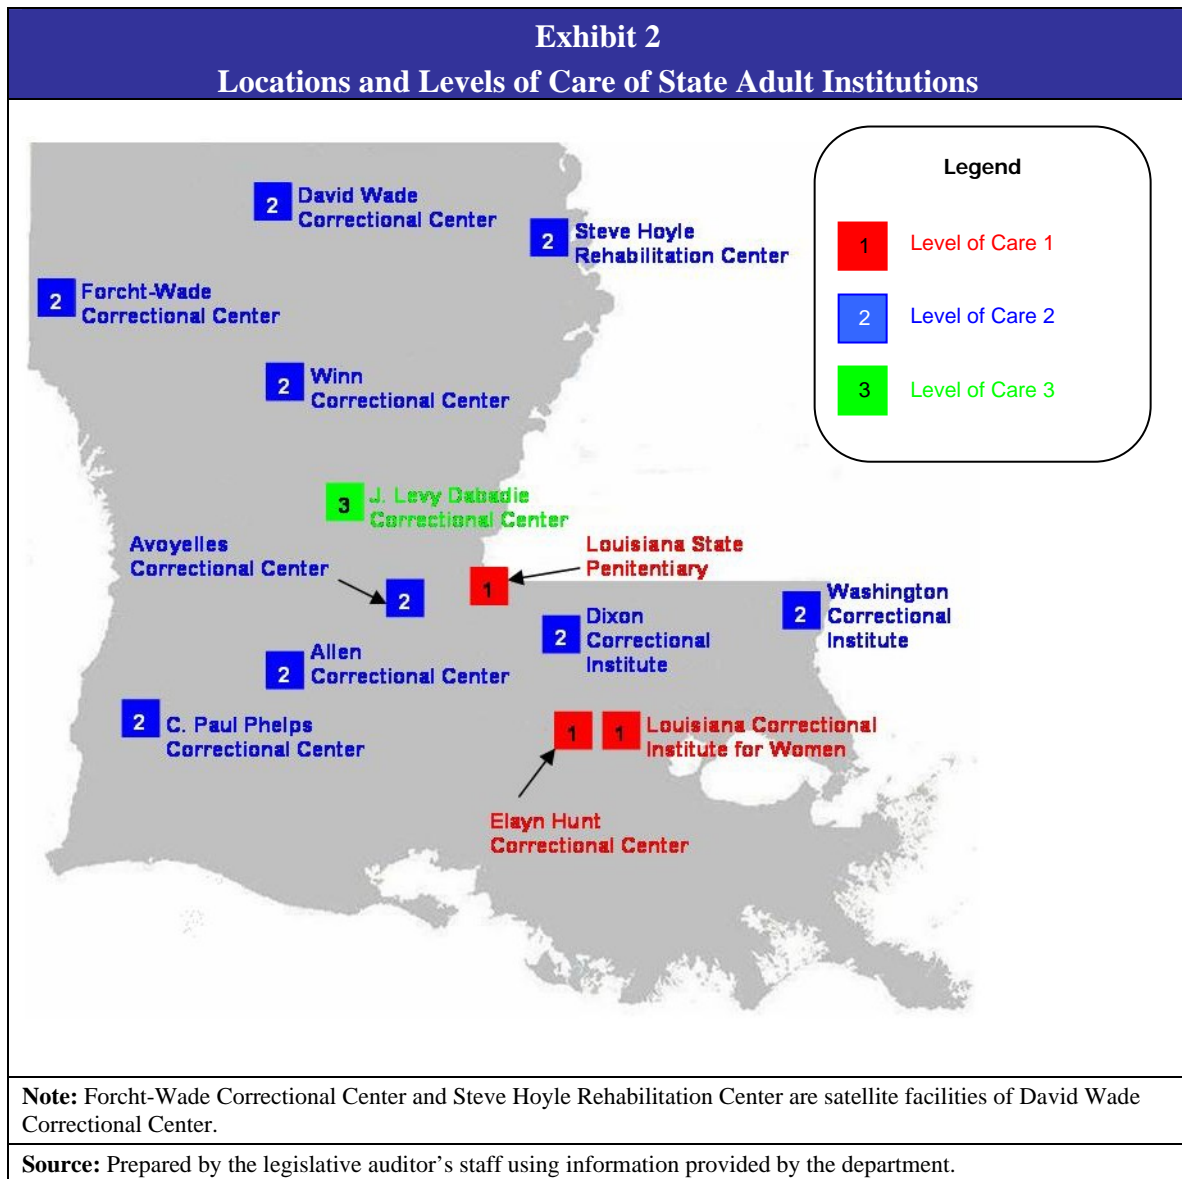 Exhibit 2
Locations and Levels of Care of State Adult Institutions
Legend
1 Level of Care 1
2 Level of Care 2
3 Level of Care 3
2 David Wade
Correctional Center
2 Steve Hoyle
Rehabilitation Center
2 Forcht-Wade
Correctional Center
2 Winn
Correctional Center
3 J. Levy Dabadie
Correctional Center
Avoyelles
Correctional Center
2
Louisiana State
Penitentiary
1
2 Dixon
Correctional
Institute
2 Washington
Correctional
Institute
2 Allen
Correctional Center
2 C. Paul Phelps
Correctional Center
1
1 Louisiana Correctional
Institute for Women
Elayn Hunt
Correctional Center
Note: Forcht-Wade Correctional Center and Steve Hoyle Rehabilitation Center are satellite facilities of David Wade
Correctional Center.
Source: Prepared by the legislative auditor's staff using information provided by the department.